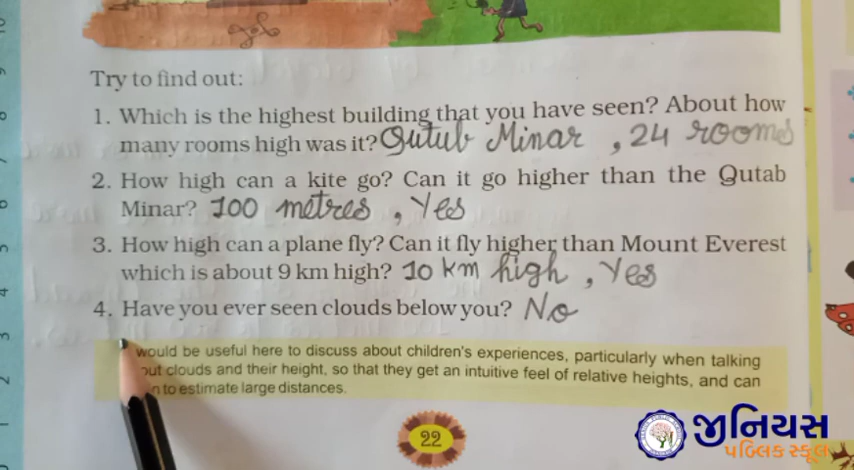 Try to find out:
1. Which is the highest building that you have seen? About how
many rooms high was it? Qutub Minar , 24 rooms
2. How high can a kite go? Can it go higher than the Qutab
Minar? 100 metres , Yes
3. How high can a plane fly? Can it fly higher than Mount Everest
which is about 9 km high? 10 km high , Yes
4. Have you ever seen clouds below you? No
would be useful here to discuss about children's experiences, particularly when talking
clouds and their height, so that they get an intuitive feel of relative heights, and can
to estimate large distances.
22
જીનિયસ
પબ્લિક સ્કૂલ